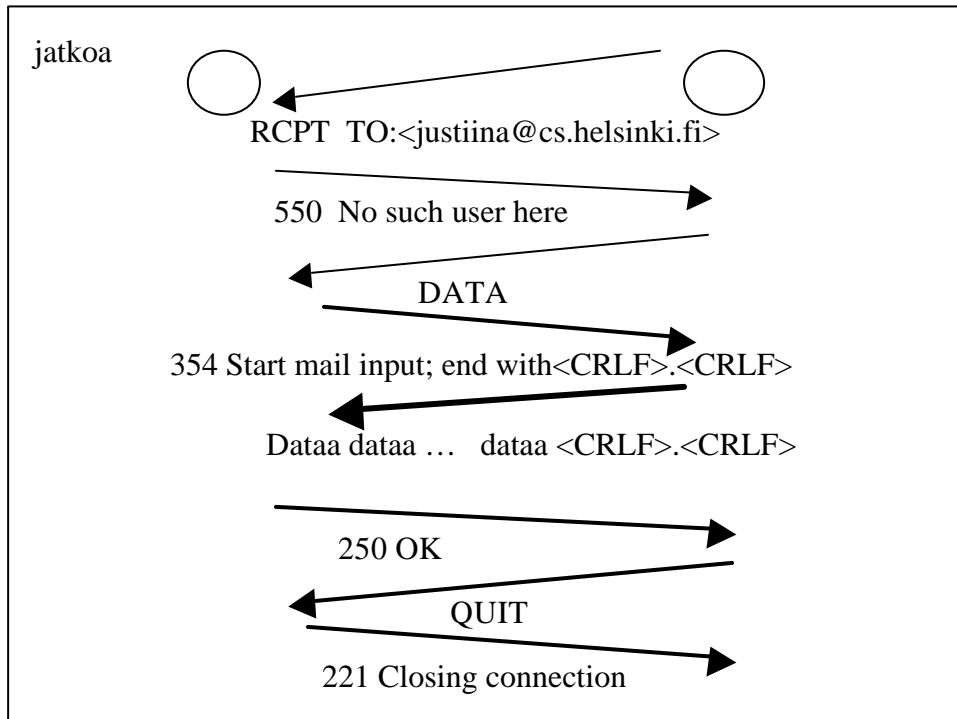 jatkoa
RCPT TO:<justiina@cs.helsinki.fi>
550 No such user here
DATA
354 Start mail input; end with<CRLF>.<CRLF>
Dataa dataa … dataa <CRLF>.<CRLF>
250 OK
QUIT
221 Closing connection